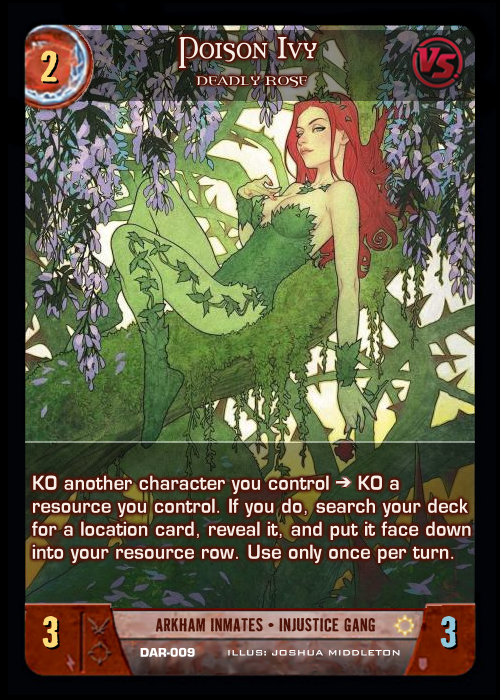 Poison Ivy
2
VS.
DEADLY ROSE
KO another character you control ➔ KO a
resource you control. If you do, search your deck
for a location card, reveal it, and put it face down
into your resource row. Use only once per turn.
3
ARKHAM INMATES • INJUSTICE GANG
3
DAR-009 ILLUS: JOSHUA MIDDLETON